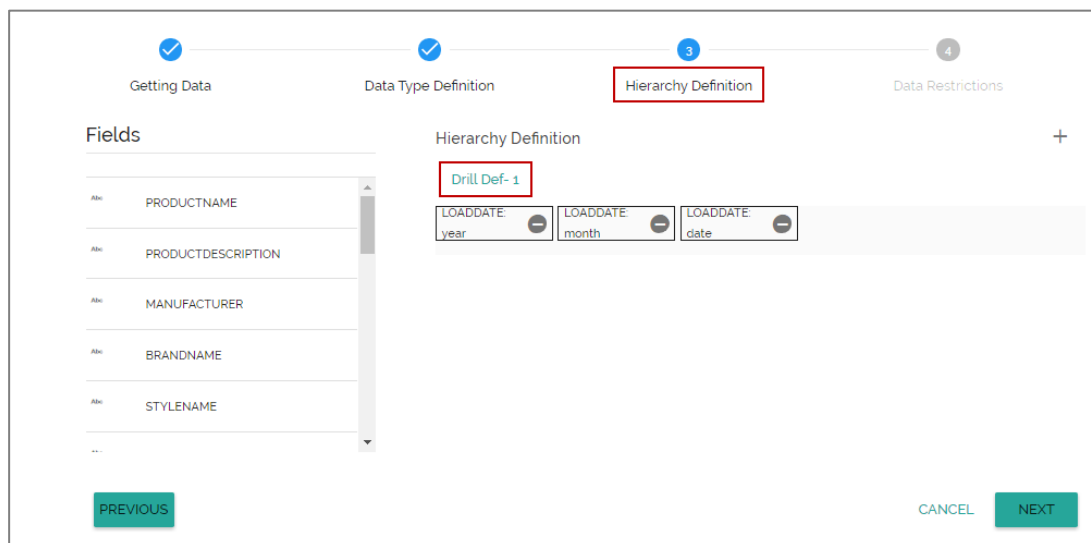 3
4
Getting Data
Data Type Definition
Hierarchy Definition
Data Restrictions
Fields
Hierarchy Definition
+
Drill Def- 1
LOADDATE:
year
LOADDATE:
month
LOADDATE:
date
Abc PRODUCTNAME
Abc PRODUCTDESCRIPTION
Abc MANUFACTURER
Abc BRANDNAME
Abc STYLENAME
PREVIOUS
CANCEL
NEXT